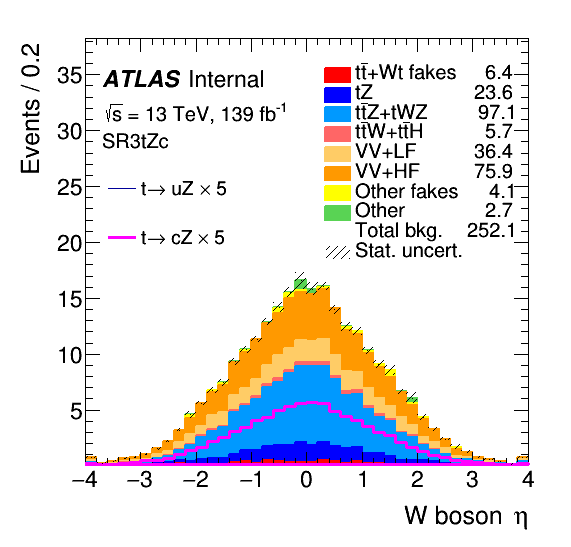 Events / 0.2
35
30
25
20
15
10
5
ATLAS Internal
√s = 13 TeV, 139 fb⁻¹
SR3tZc
t→ uZ × 5
t→ cZ × 5
tt̄+Wt fakes 6.4
tZ 23.6
tt̄Z+tWZ 97.1
tt̄W+tt̄H 5.7
VV+LF 36.4
VV+HF 75.9
Other fakes 4.1
Other 2.7
Total bkg. 252.1
Stat. uncert.
−4 −3 −2 −1 0 1 2 3 4
W boson η